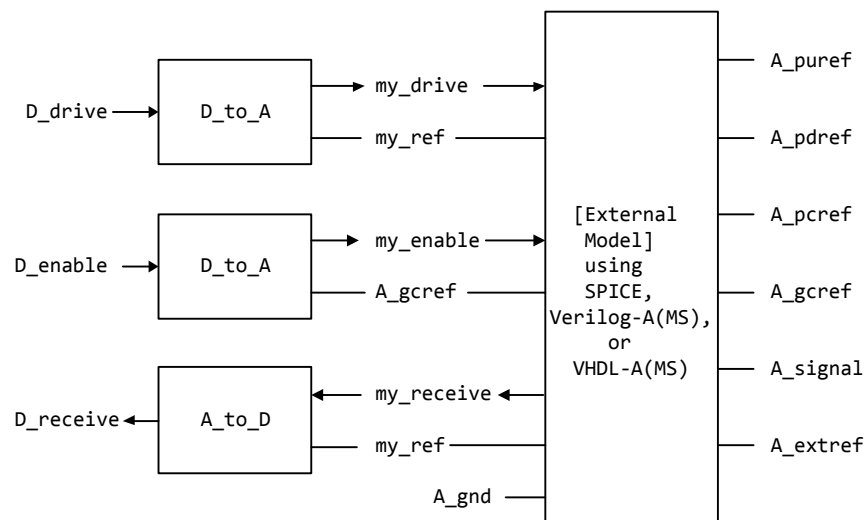 D_drive
D_to_A
my_drive
my_ref
D_enable
D_to_A
my_enable
A_gcref
D_receive
A_to_D
my_receive
my_ref
A_gnd
[External
Model]
using
SPICE,
Verilog-A(MS),
or
VHDL-A(MS)
A_puref
A_pdref
A_pcref
A_gcref
A_signal
A_extref